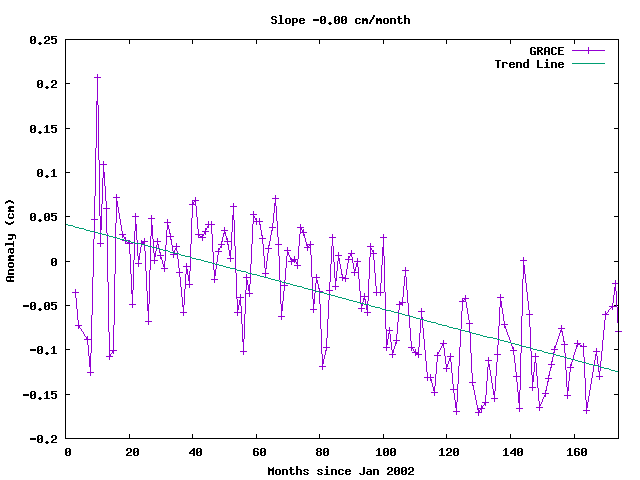 Slope -0.00 cm/month
GRACE
Trend Line
0.25
0.2
0.15
0.1
0.05
0
-0.05
-0.1
-0.15
-0.2
Anomaly (cm)
0 20 40 60 80 100 120 140 160
Months since Jan 2002